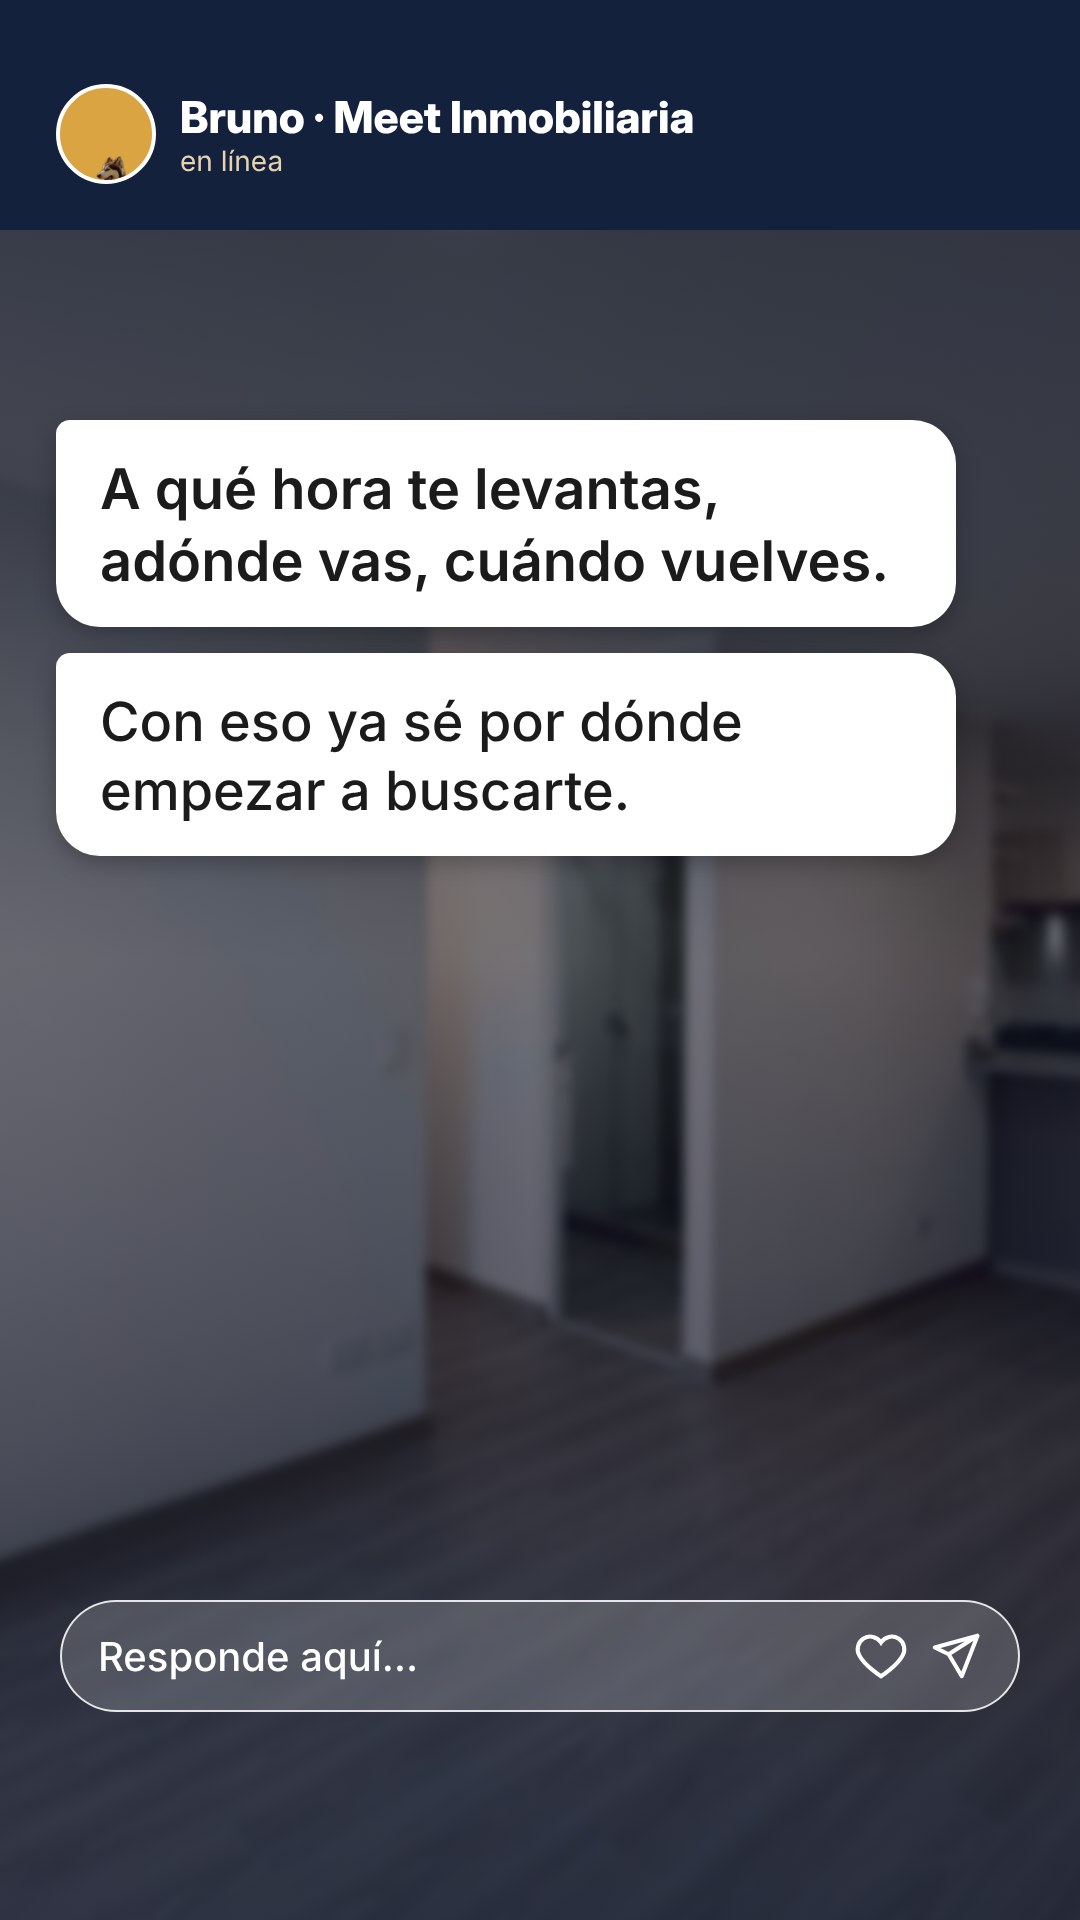 Bruno · Meet Inmobiliaria
en línea
A qué hora te levantas,
adónde vas, cuándo vuelves.
Con eso ya sé por dónde
empezar a buscarte.
Responde aquí...